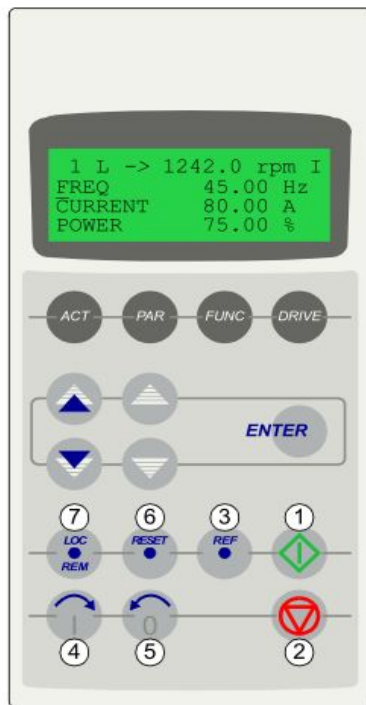 1 L -> 1242.0 rpm I
FREQ 45.00 Hz
CURRENT 80.00 A
POWER 75.00 %
ACT PAR FUNC DRIVE
ENTER
7 6 3 1
LOC REM RESET REF I
I 0
4 5 2